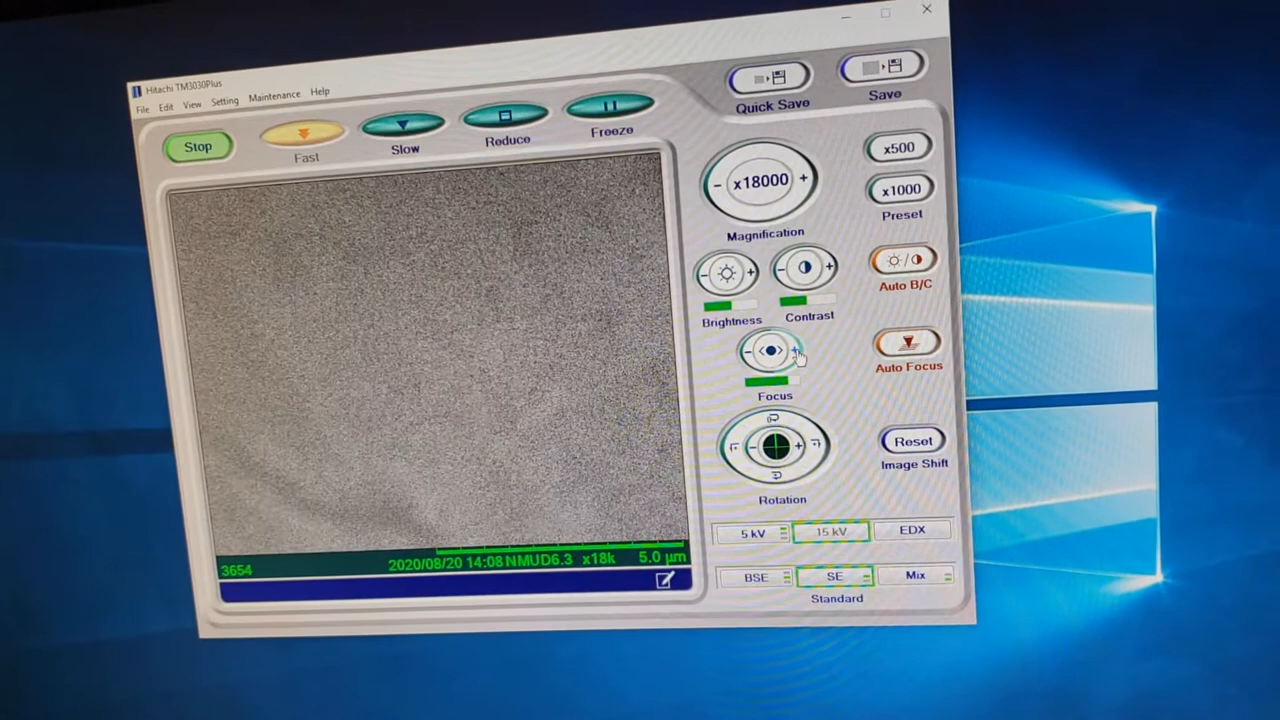 Hitachi TM3030Plus
File Edit View Setting Maintenance Help
Stop
Fast
Slow
Reduce
Freeze
Quick Save
Save
x18000
Magnification
x500
x1000
Preset
Brightness
Contrast
Auto B/C
Focus
Auto Focus
Rotation
Reset
Image Shift
5 kV
15 kV
EDX
BSE
SE
Mix
Standard
3654
2020/08/20 14:08 NMUD6.3 x18k 5.0 µm